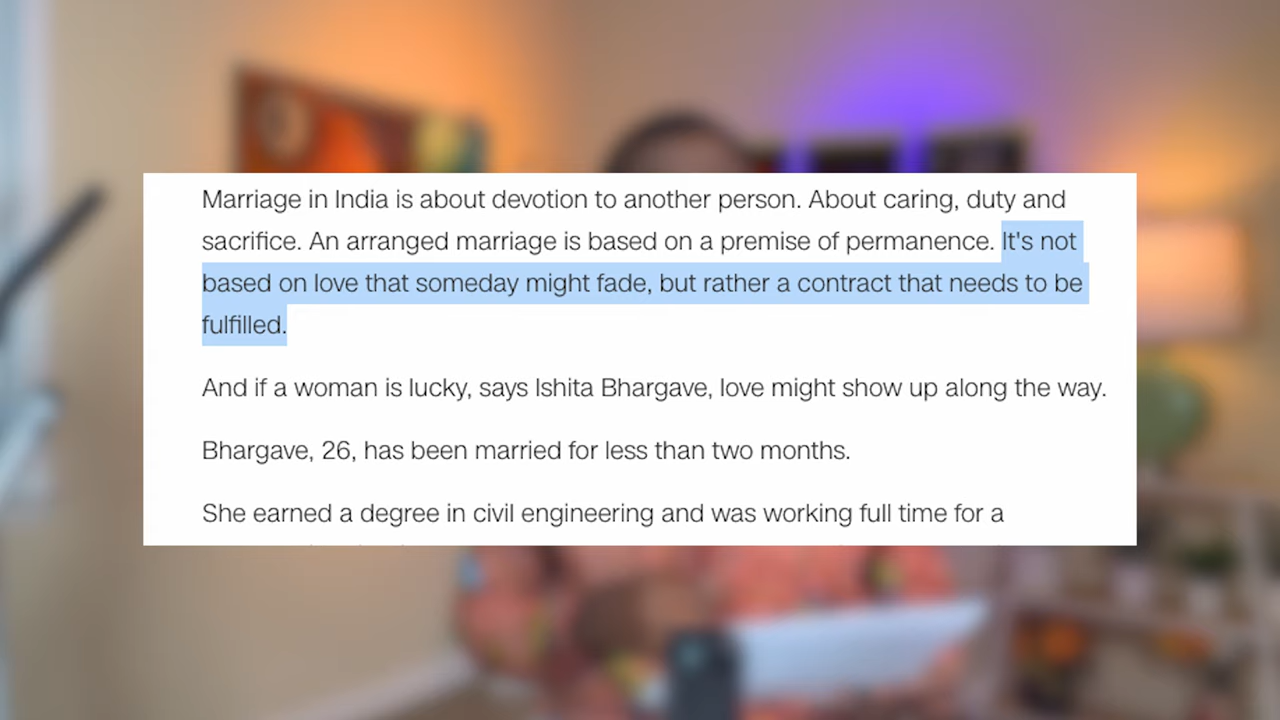 Marriage in India is about devotion to another person. About caring, duty and
sacrifice. An arranged marriage is based on a premise of permanence. It's not
based on love that someday might fade, but rather a contract that needs to be
fulfilled.
And if a woman is lucky, says Ishita Bhargave, love might show up along the way.
Bhargave, 26, has been married for less than two months.
She earned a degree in civil engineering and was working full time for a